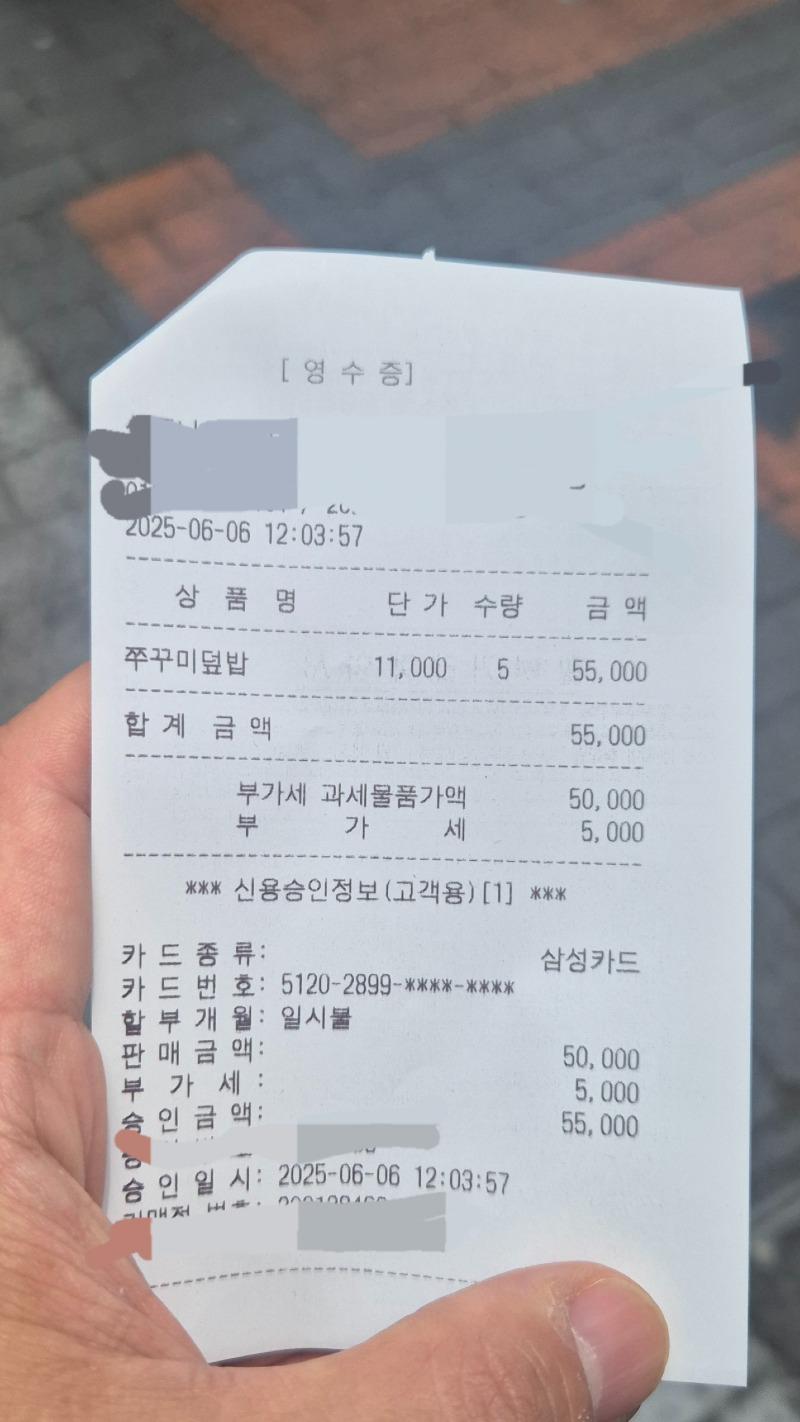 [ 영 수 증]
2025-06-06 12:03:57
상 품 명 단 가 수량 금 액
쭈꾸미덮밥 11,000 5 55,000
합 계 금 액 55,000
부가세 과세물품가액 50,000
부 가 세 5,000
*** 신용승인정보(고객용)[1] ***
카 드 종 류: 삼성카드
카 드 번 호: 5120-2899-****-****
할 부 개 월: 일시불
판 매 금 액: 50,000
부 가 세 : 5,000
승 인 금 액: 55,000
승 인 일 시: 2025-06-06 12:03:57